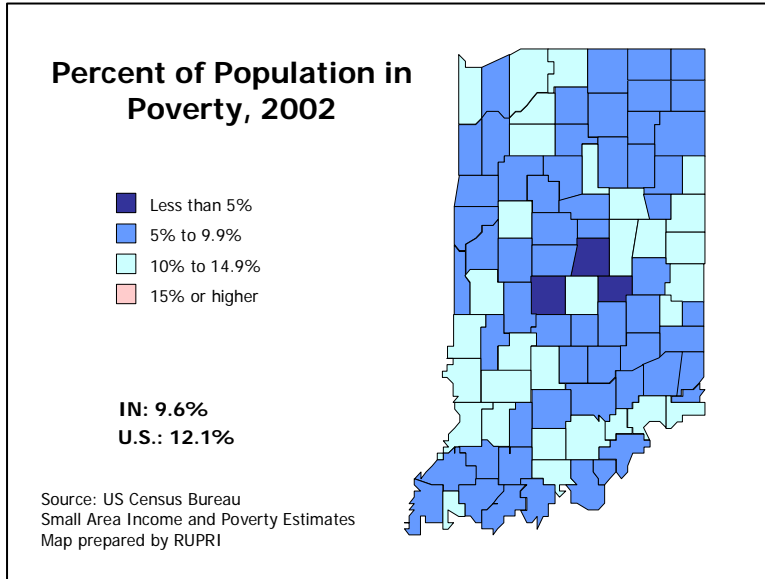 Percent of Population in
Poverty, 2002
Less than 5%
5% to 9.9%
10% to 14.9%
15% or higher
IN: 9.6%
U.S.: 12.1%
Source: US Census Bureau
Small Area Income and Poverty Estimates
Map prepared by RUPRI